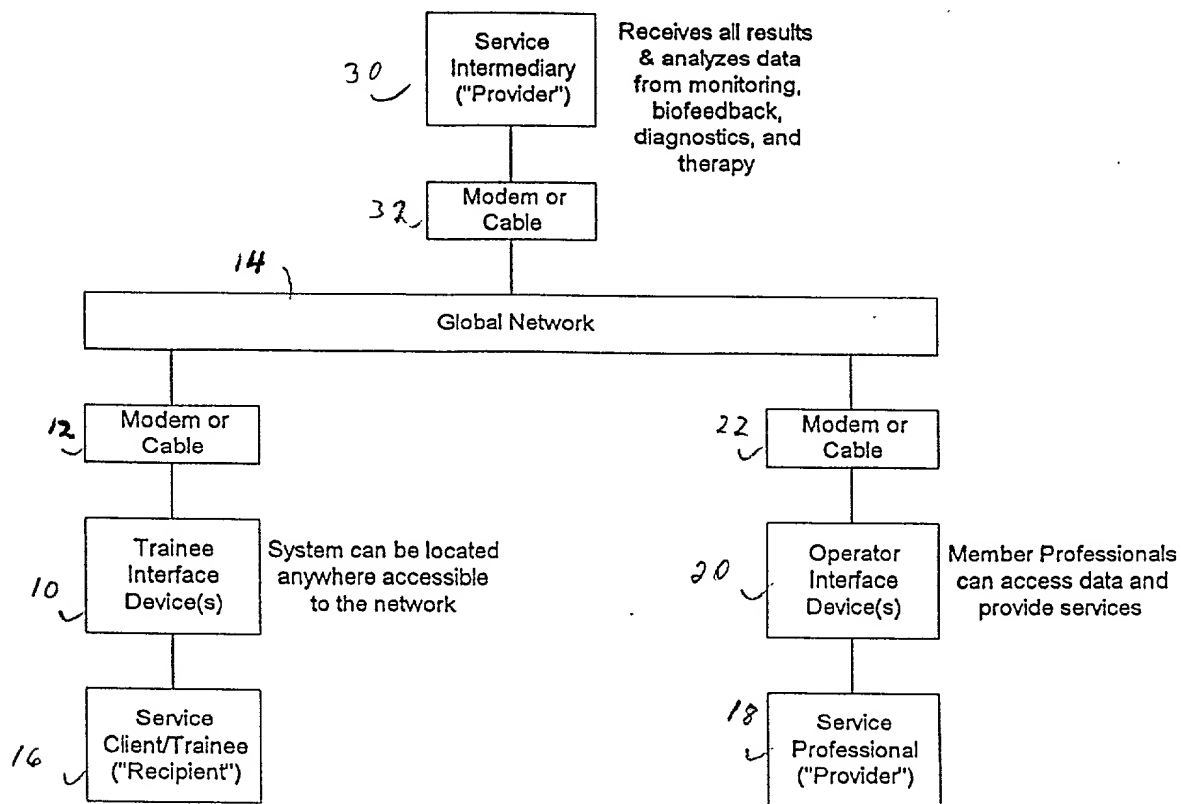 Service
Intermediary
("Provider")
Receives all results
& analyzes data
from monitoring,
biofeedback,
diagnostics, and
therapy
30
Modem or
Cable
32
14
Global Network
Modem or
Cable
12
Modem or
Cable
22
Trainee
Interface
Device(s)
10
System can be located
anywhere accessible
to the network
Operator
Interface
Device(s)
20
Member Professionals
can access data and
provide services
Service
Client/Trainee
("Recipient")
16
Service
Professional
("Provider")
18